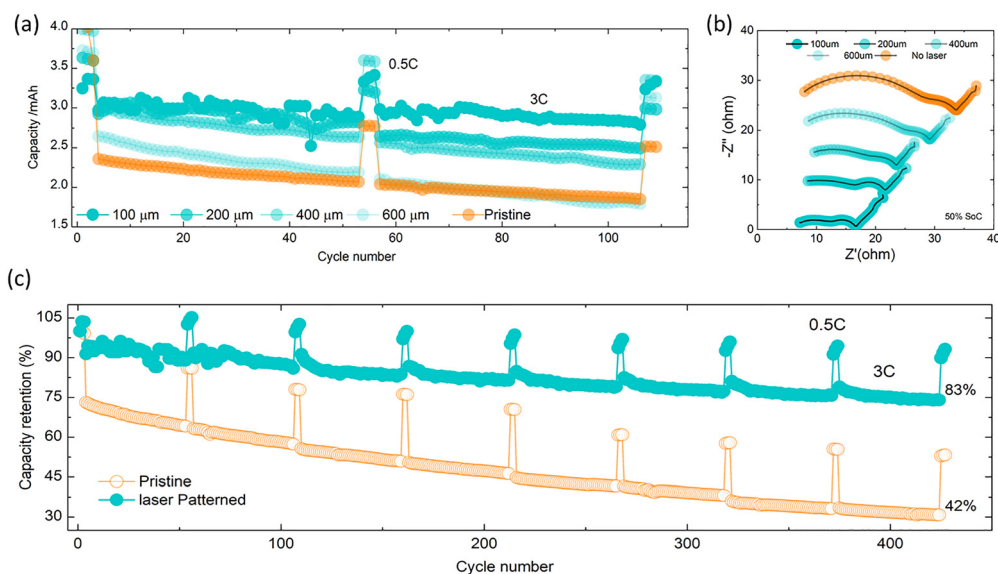 (a)
4.0
3.5
3.0
2.5
2.0
1.5
Capacity /mAh
0.5C
3C
100 μm 200 μm 400 μm 600 μm Pristine
0 20 40 60 80 100
Cycle number
(b)
100um 200um 400um
600um No laser
40
30
20
10
0
-Z'' (ohm)
50% SoC
0 10 20 30 40
Z'(ohm)
(c)
105
90
75
60
45
30
Capacity retention (%)
0.5C
3C
83%
42%
Pristine
laser Patterned
0 100 200 300 400
Cycle number